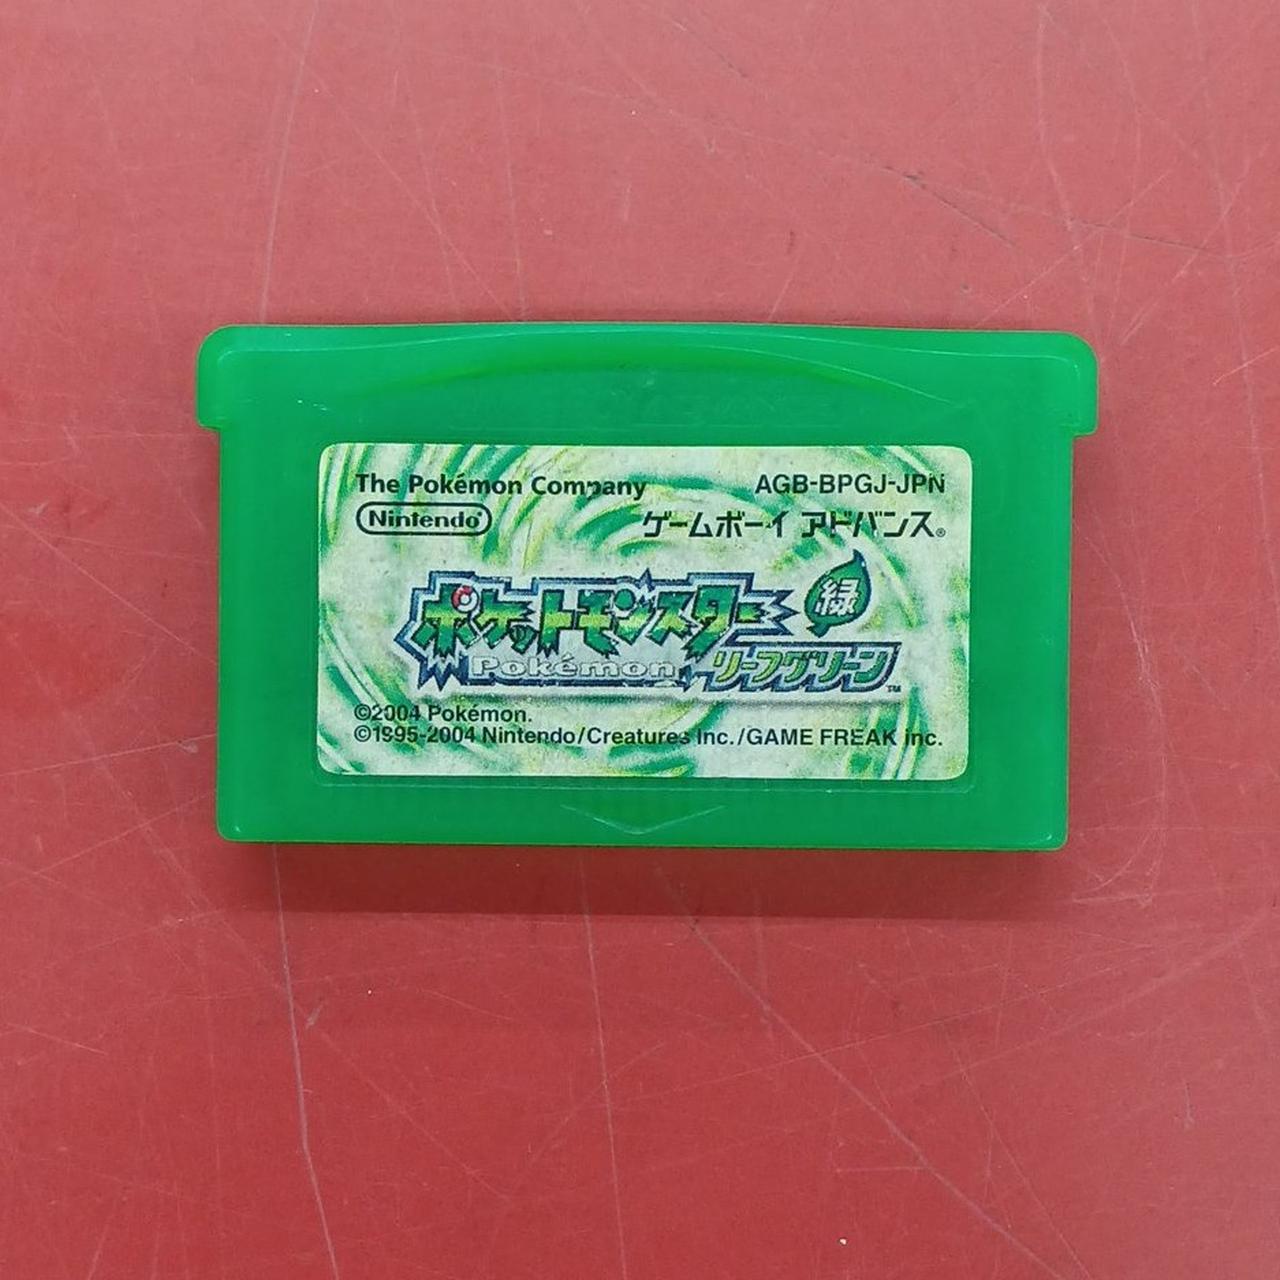 The Pokémon Company
AGB-BPGJ-JPN
Nintendo
ゲームボーイ アドバンス®
ポケットモンスター
緑
Pokémon
リーフグリーン™
©2004 Pokémon.
©1995-2004 Nintendo/Creatures Inc./GAME FREAK inc.